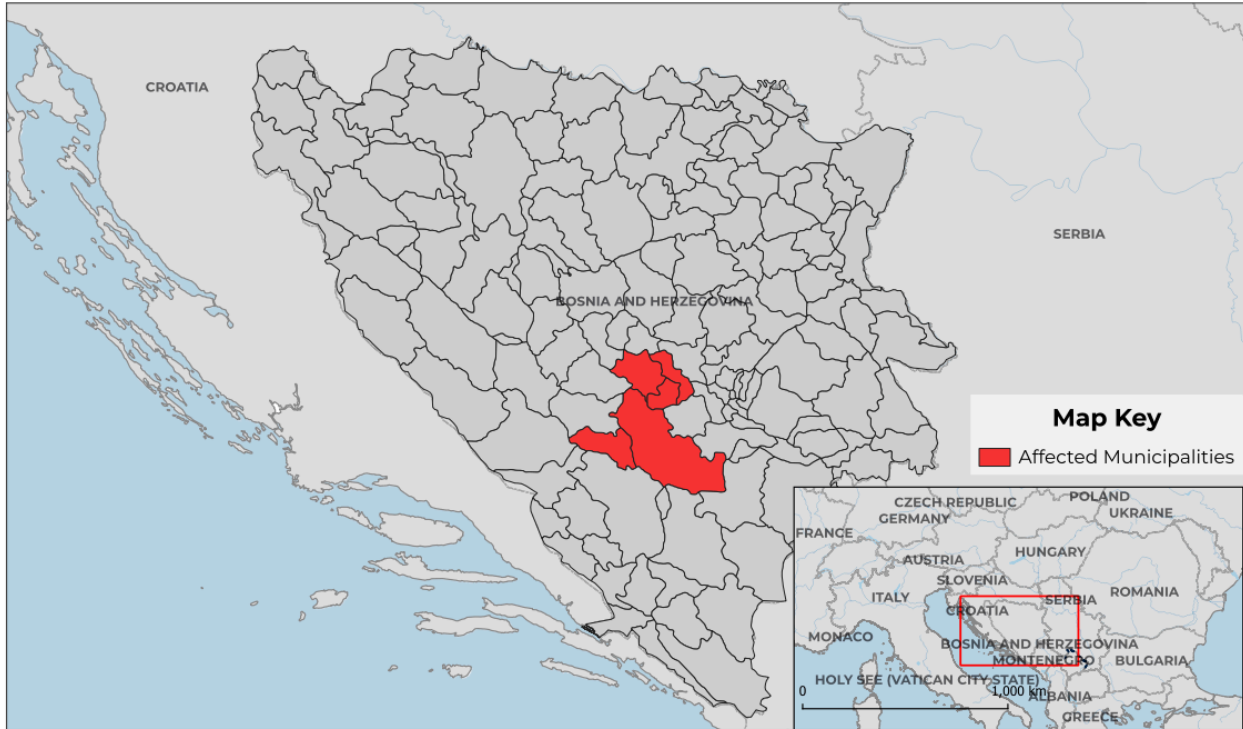 CROATIA
SERBIA
BOSNIA AND HERZEGOVINA
Map Key
Affected Municipalities
POLAND
CZECH REPUBLIC
UKRAINE
GERMANY
FRANCE
HUNGARY
AUSTRIA
SLOVENIA
ROMANIA
ITALY
SERBIA
CROATIA
MONACO
BOSNIA AND HERZEGOVINA
MONTENEGRO
BULGARIA
HOLY SEE (VATICAN CITY STATE)
0
1,000 km
ALBANIA
GREECE